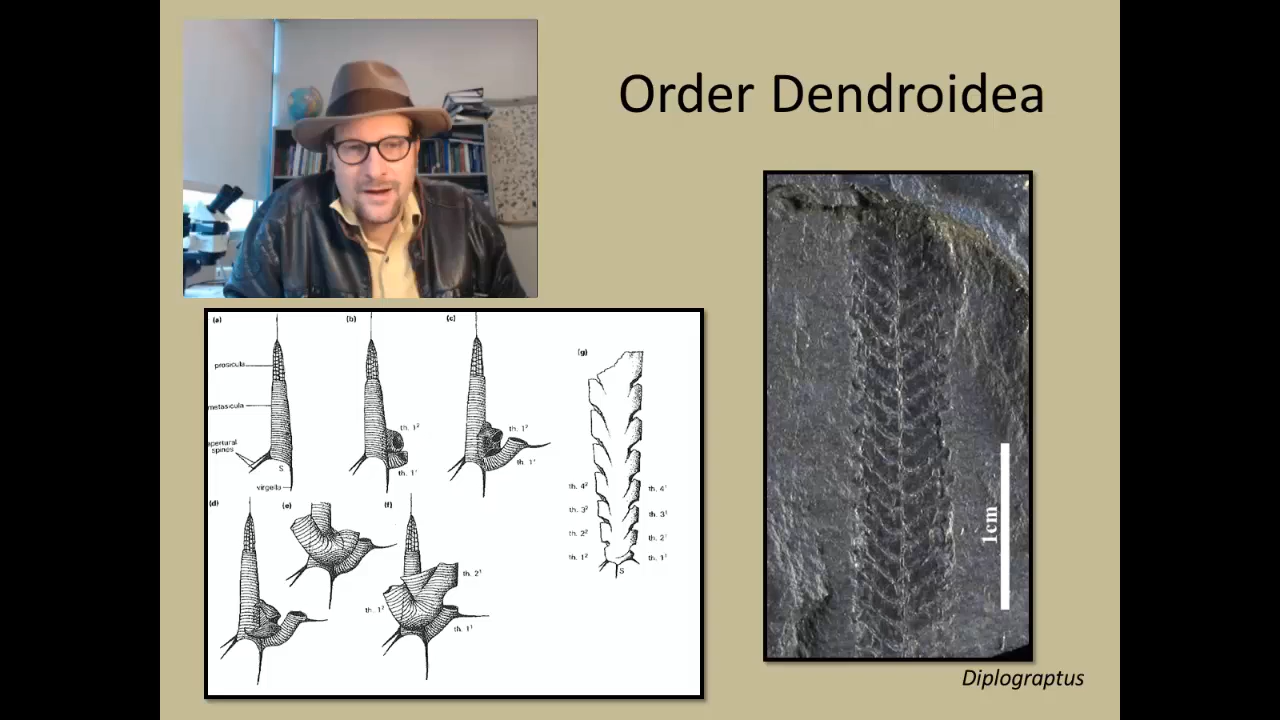 Order Dendroidea
(a)
(b)
(c)
(g)
prosicula
metasicula
apertural
spines
S
virgella
th. 1²
th. 1¹
th. 1²
th. 1¹
(d)
(e)
(f)
th. 1²
th. 2¹
th. 1¹
th. 4²
th. 4¹
th. 3²
th. 3¹
th. 2²
th. 2¹
th. 1²
th. 1¹
S
1cm
Diplograptus